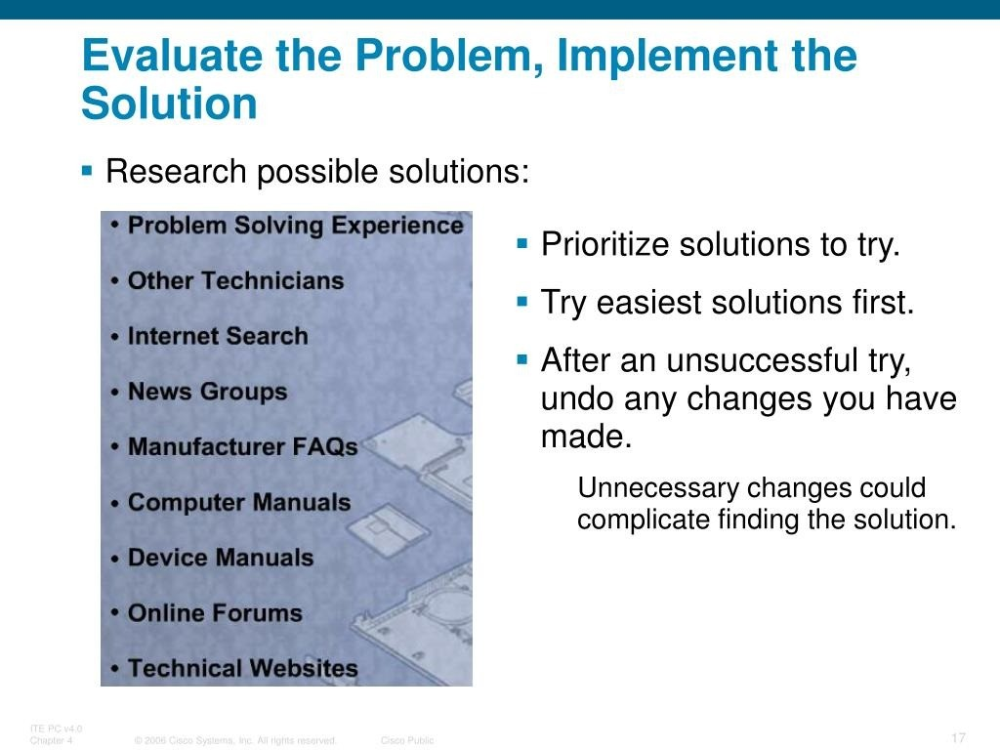 Evaluate the Problem, Implement the
Solution
▪ Research possible solutions:
• Problem Solving Experience
• Other Technicians
• Internet Search
• News Groups
• Manufacturer FAQs
• Computer Manuals
• Device Manuals
• Online Forums
• Technical Websites
▪ Prioritize solutions to try.
▪ Try easiest solutions first.
▪ After an unsuccessful try,
undo any changes you have
made.
Unnecessary changes could
complicate finding the solution.
ITE PC v4.0
Chapter 4
© 2006 Cisco Systems, Inc. All rights reserved.
Cisco Public
17